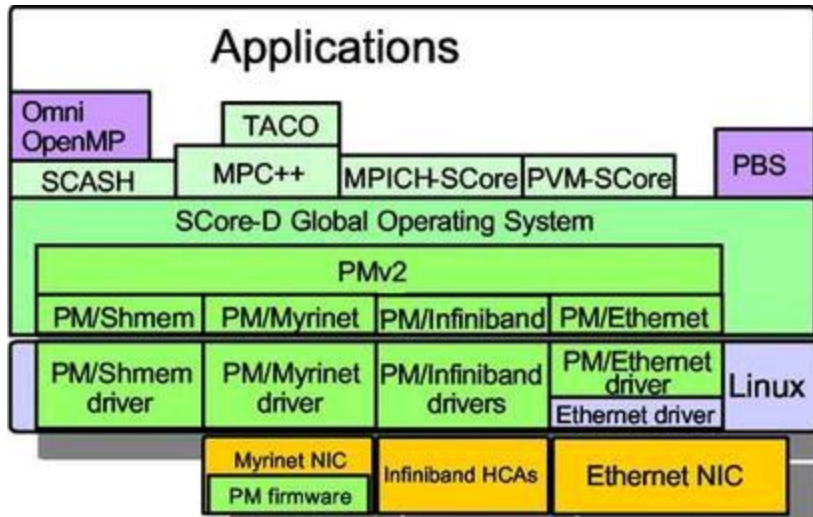 Applications
Omni
OpenMP
TACO
PBS
SCASH
MPC++
MPICH-SCore
PVM-SCore
SCore-D Global Operating System
PMv2
PM/Shmem
PM/Myrinet
PM/Infiniband
PM/Ethernet
PM/Shmem
driver
PM/Myrinet
driver
PM/Infiniband
drivers
PM/Ethernet
driver
Ethernet driver
Linux
Myrinet NIC
PM firmware
Infiniband HCAs
Ethernet NIC